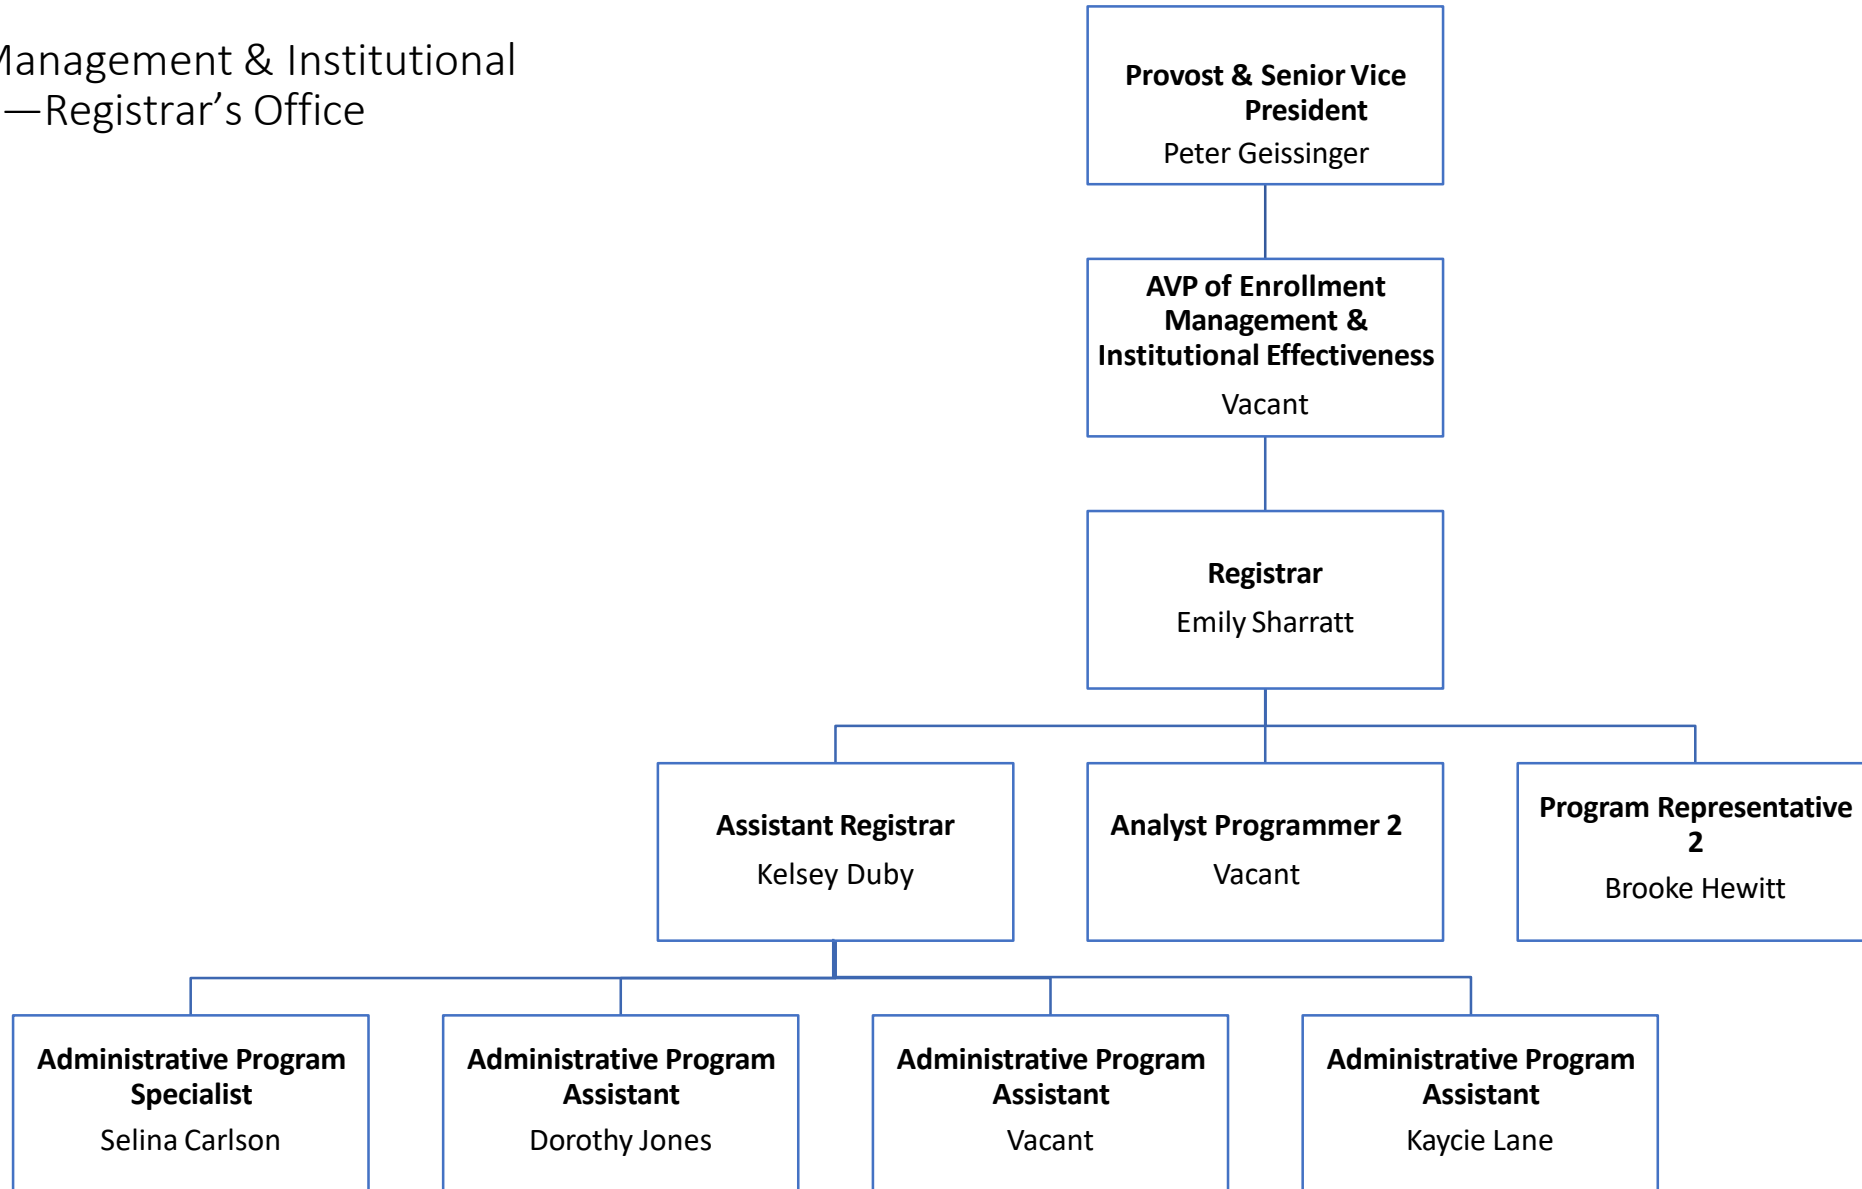 Management & Institutional
—Registrar’s Office
Provost & Senior Vice
President
Peter Geissinger
AVP of Enrollment
Management &
Institutional Effectiveness
Vacant
Registrar
Emily Sharratt
Assistant Registrar
Kelsey Duby
Analyst Programmer 2
Vacant
Program Representative
2
Brooke Hewitt
Administrative Program
Specialist
Selina Carlson
Administrative Program
Assistant
Dorothy Jones
Administrative Program
Assistant
Vacant
Administrative Program
Assistant
Kaycie Lane